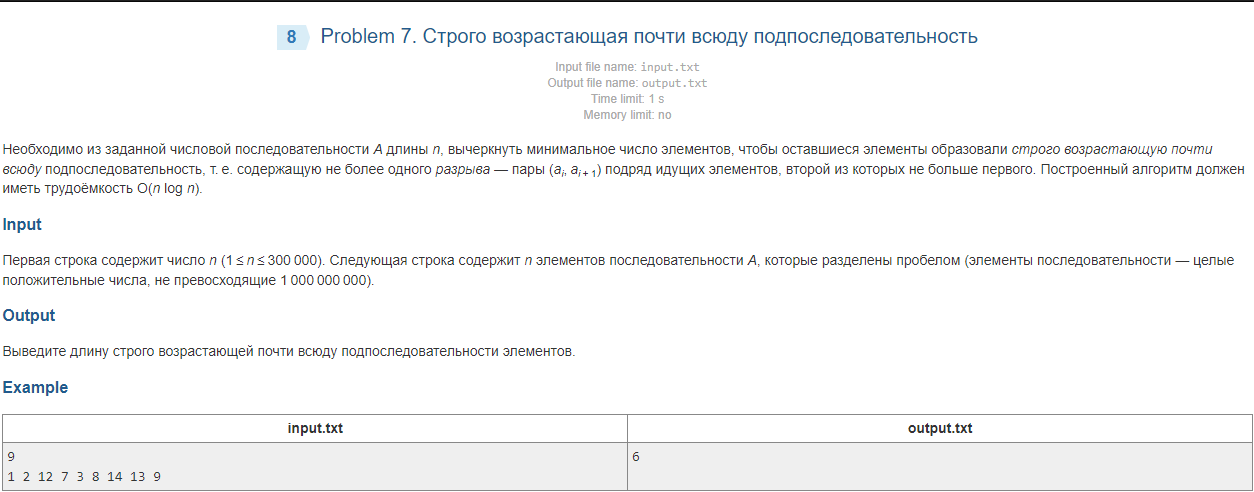 8 Problem 7. Строго возрастающая почти всюду подпоследовательность
Input file name: input.txt
Output file name: output.txt
Time limit: 1 s
Memory limit: no
Необходимо из заданной числовой последовательности A длины n, вычеркнуть минимальное число элементов, чтобы оставшиеся элементы образовали строго возрастающую почти
всюду подпоследовательность, т. е. содержащую не более одного разрыва — пары (aᵢ, aᵢ ₊ ₁) подряд идущих элементов, второй из которых не больше первого. Построенный алгоритм должен
иметь трудоёмкость O(n log n).
Input
Первая строка содержит число n (1 ≤ n ≤ 300 000). Следующая строка содержит n элементов последовательности A, которые разделены пробелом (элементы последовательности — целые
положительные числа, не превосходящие 1 000 000 000).
Output
Выведите длину строго возрастающей почти всюду подпоследовательности элементов.
Example
input.txt output.txt
9 6
1 2 12 7 3 8 14 13 9